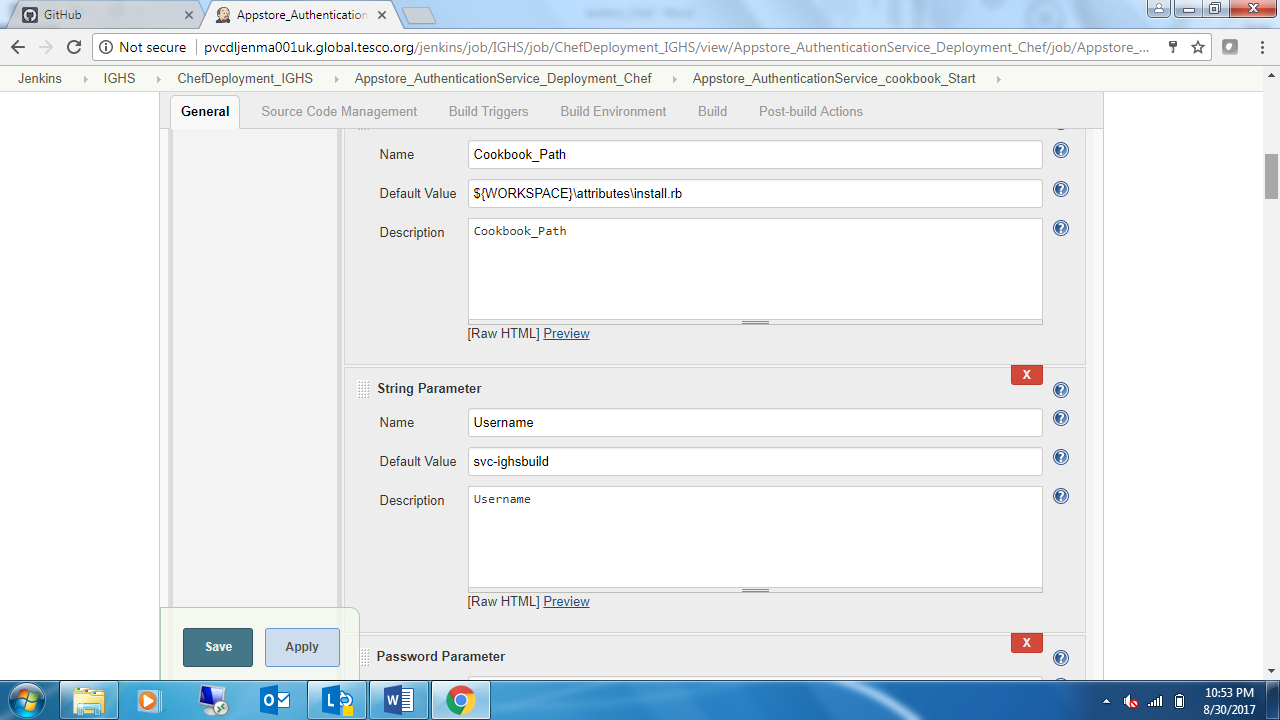 GitHub
Appstore_Authentication
Not secure
pvcdljenma001uk.global.tesco.org/jenkins/job/IGHS/job/ChefDeployment_IGHS/view/Appstore_AuthenticationService_Deployment_Chef/job/Appstore_...
Jenkins IGHS ChefDeployment_IGHS Appstore_AuthenticationService_Deployment_Chef Appstore_AuthenticationService_cookbook_Start
General Source Code Management Build Triggers Build Environment Build Post-build Actions
Name Cookbook_Path
Default Value ${WORKSPACE}\attributes\install.rb
Description Cookbook_Path
[Raw HTML] Preview
X
String Parameter
Name Username
Default Value svc-ighsbuild
Description Username
[Raw HTML] Preview
X
Password Parameter
Save Apply
10:53 PM
8/30/2017